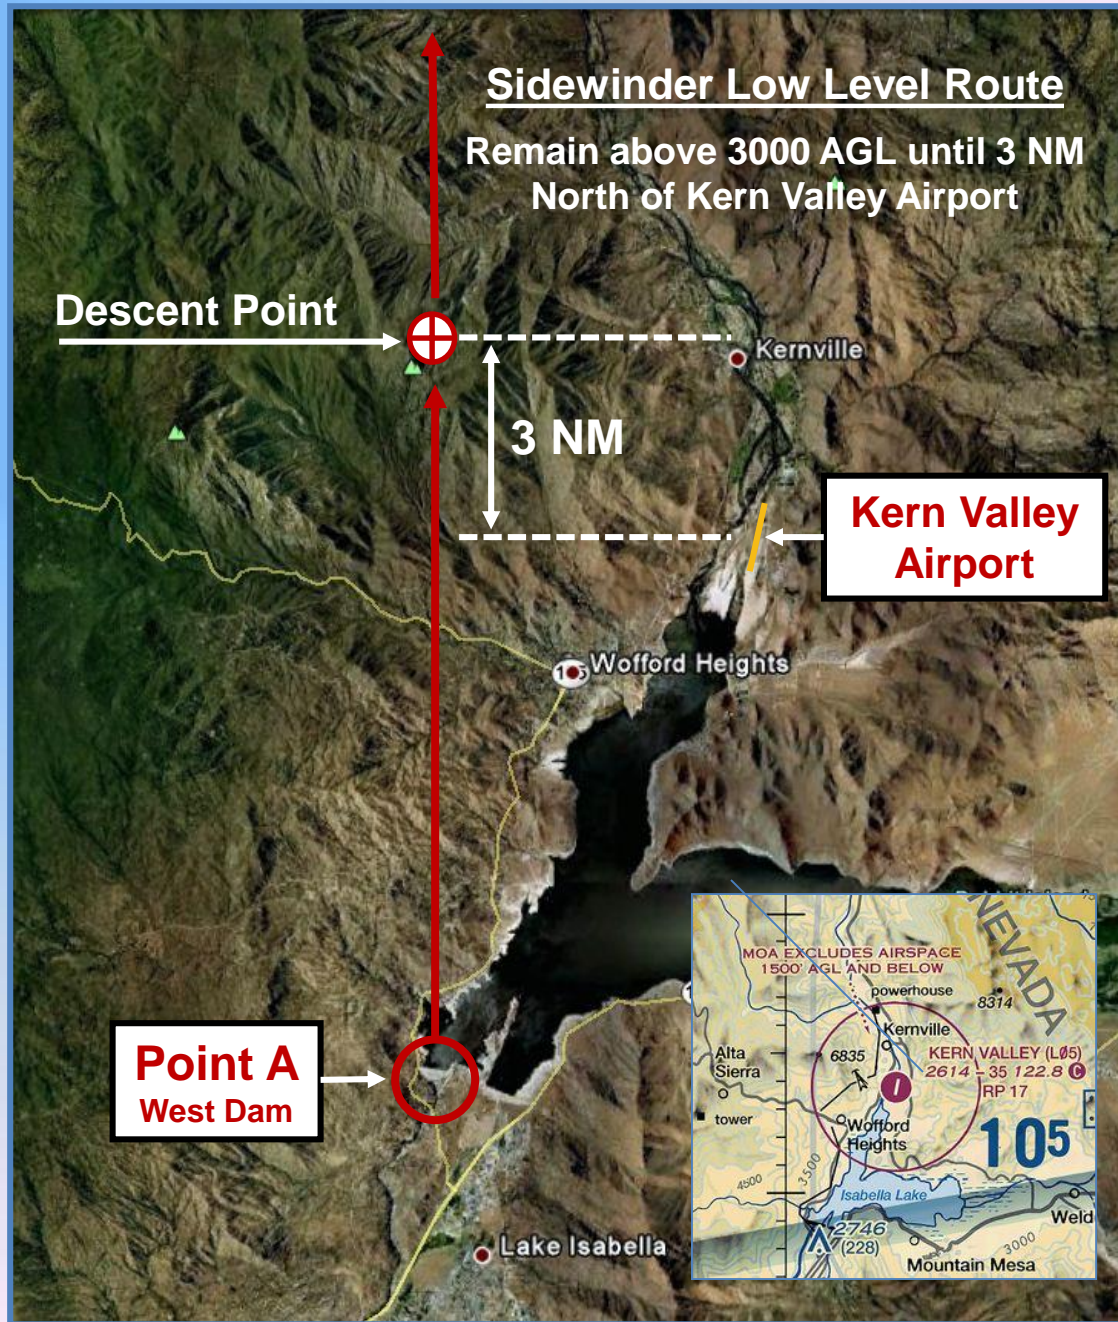 Sidewinder Low Level Route
Remain above 3000 AGL until 3 NM
North of Kern Valley Airport
Descent Point
Kernville
3 NM
Kern Valley
Airport
Wofford Heights
Point A
West Dam
Lake Isabella
NEVADA
MOA EXCLUDES AIRSPACE
1500' AGL AND BELOW
powerhouse
8314
Kernville
Alta
Sierra
6835
KERN VALLEY (LØ5)
2614 - 35 122.8 C
RP 17
tower
Wofford
Heights
105
4500
3500
Isabella Lake
Weld
2746
(228)
3000
Mountain Mesa